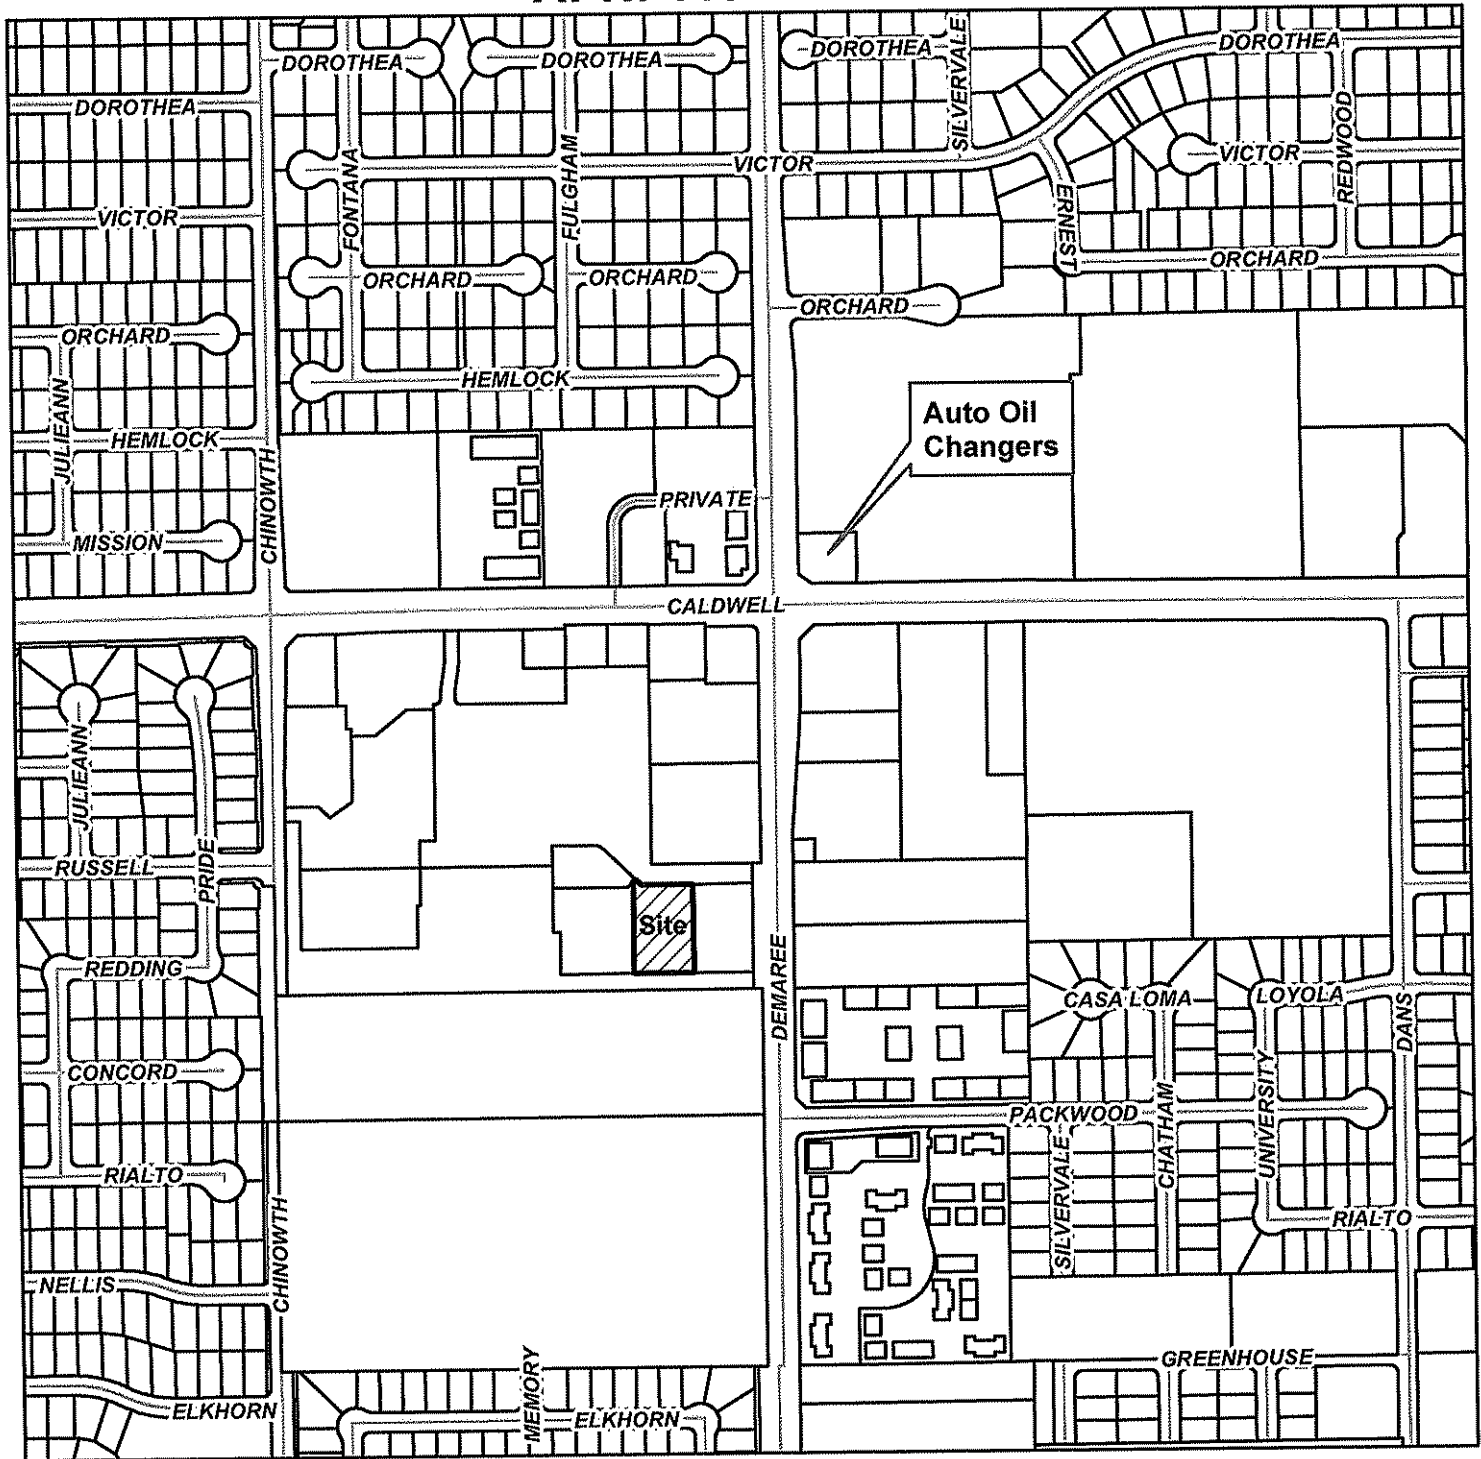 DOROTHEA
DOROTHEA
DOROTHEA
SILVERVALE
DOROTHEA
DOROTHEA
REDWOOD
VICTOR
FONTANA
FULGHAM
VICTOR
VICTOR
ERNEST
ORCHARD
ORCHARD
ORCHARD
ORCHARD
ORCHARD
HEMLOCK
JULIEANN
HEMLOCK
CHINOWTH
Auto Oil
Changers
PRIVATE
MISSION
CALDWELL
JULIEANN
PRIDE
RUSSELL
Site
REDDING
DEMAREE
CASA LOMA
LOYOLA
DANS
CONCORD
PACKWOOD
SILVERVALE
CHATHAM
UNIVERSITY
RIALTO
RIALTO
CHINOWTH
NELLIS
MEMORY
GREENHOUSE
ELKHORN
ELKHORN